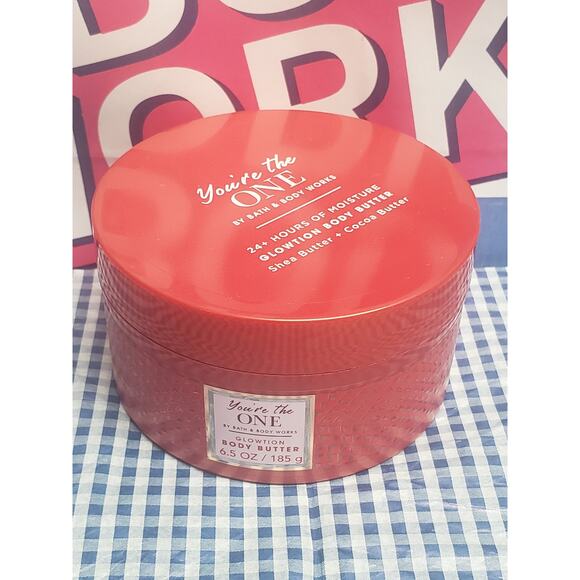 WORK
You're the
ONE
BY BATH & BODY WORKS
24+ HOURS OF MOISTURE
GLOWTION BODY BUTTER
Shea Butter + Cocoa Butter
You're the
ONE
BY BATH & BODY WORKS
GLOWTION
BODY BUTTER
6.5 OZ / 185 g